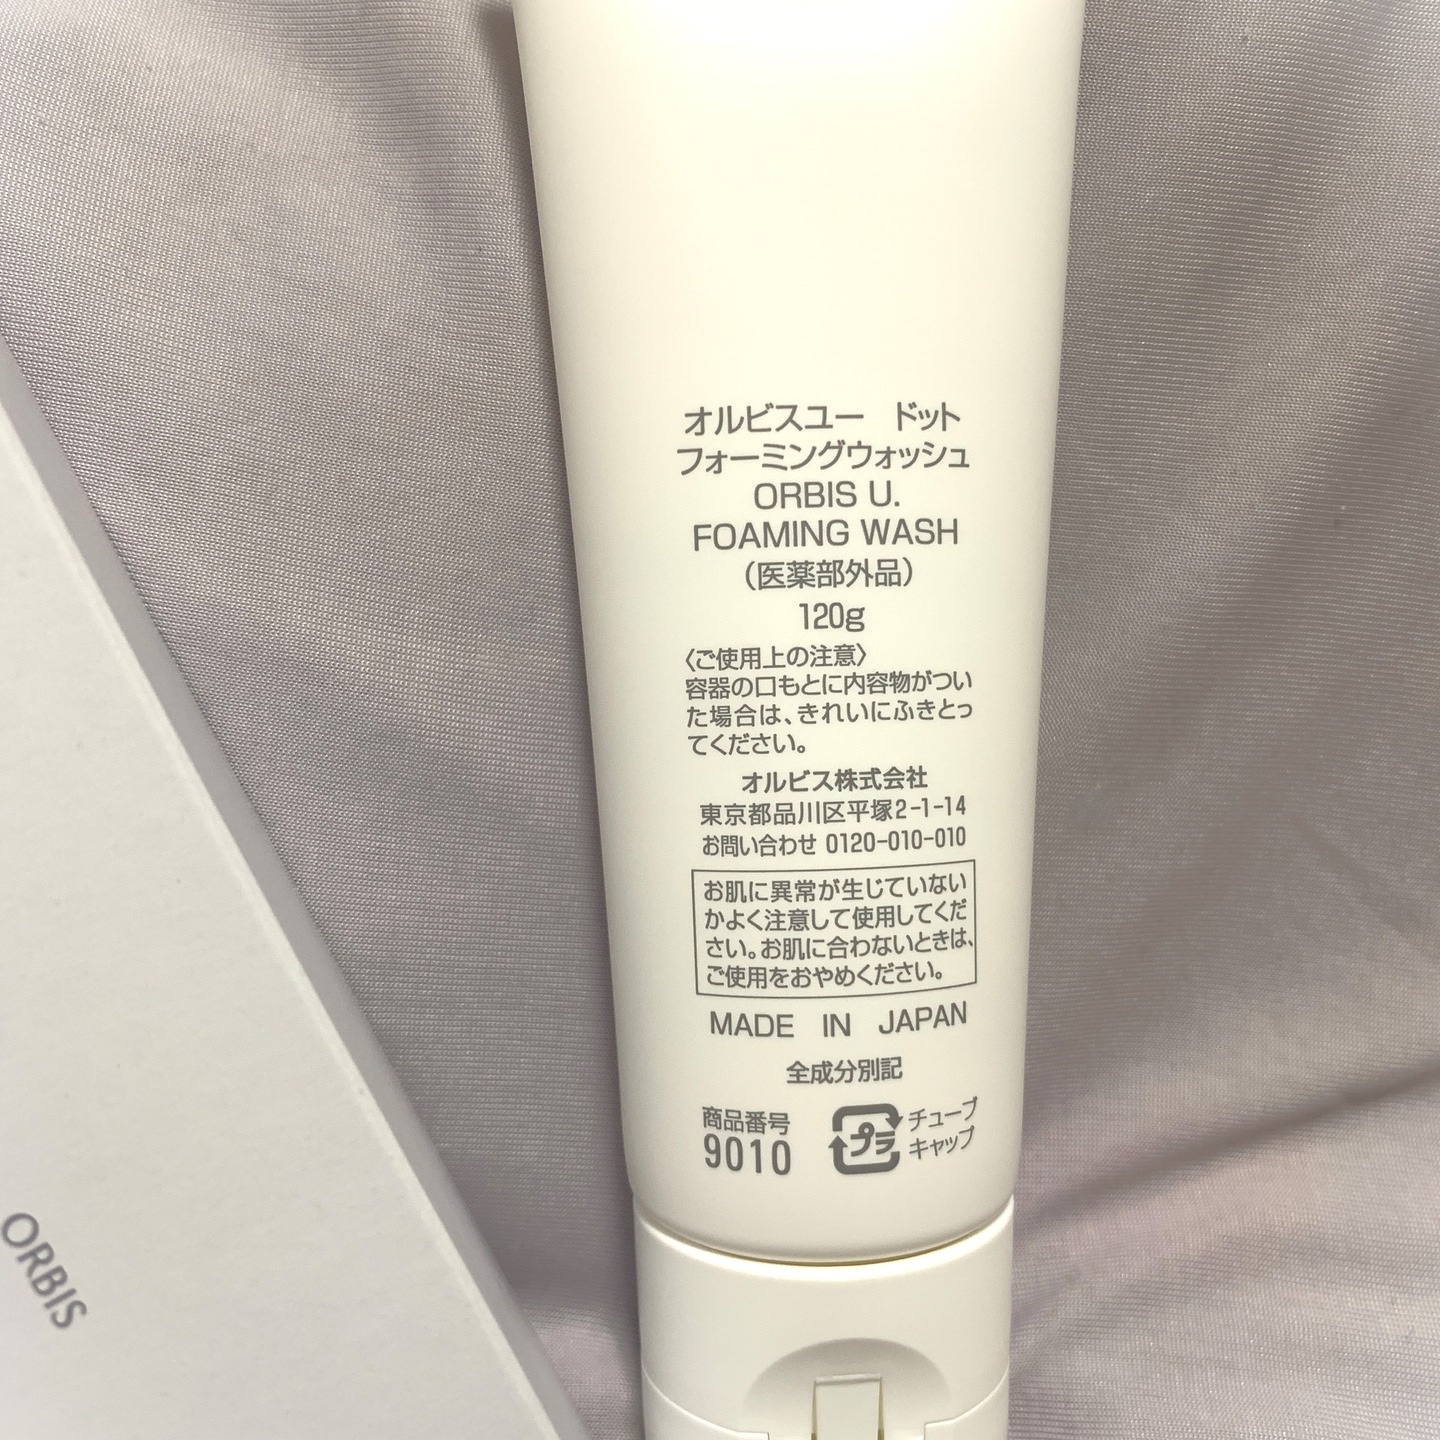 オルビスユー　ドット
フォーミングウォッシュ
ORBIS U.
FOAMING WASH
（医薬部外品）
120g
〈ご使用上の注意〉
容器の口もとに内容物がつい
た場合は、きれいにふきとっ
てください。
オルビス株式会社
東京都品川区平塚2-1-14
お問い合わせ 0120-010-010
お肌に異常が生じていない
かよく注意して使用してくだ
さい。お肌に合わないときは、
ご使用をおやめください。
MADE IN JAPAN
全成分別記
商品番号
9010
プラ
チューブ
キャップ
ORBIS